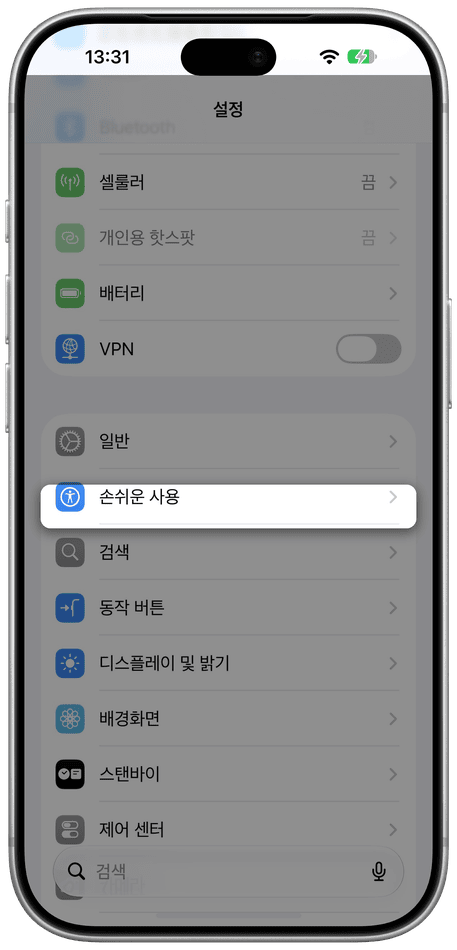 13:31
설정
Bluetooth
셀룰러 끔
개인용 핫스팟 끔
배터리
VPN
일반
손쉬운 사용
검색
동작 버튼
디스플레이 및 밝기
배경화면
스탠바이
제어 센터
검색